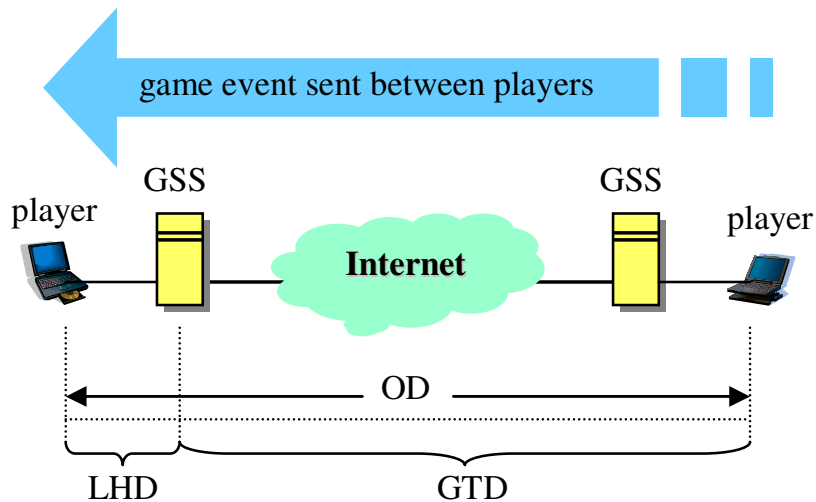 game event sent between players
GSS
GSS
player
player
Internet
OD
LHD
GTD